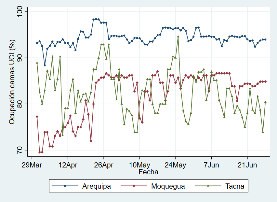 Ocupación camas UCI (%)
100
90
80
70
29Mar 12Apr 26Apr 10May 24May 7Jun 21Jun
Fecha
Arequipa Moquegua Tacna